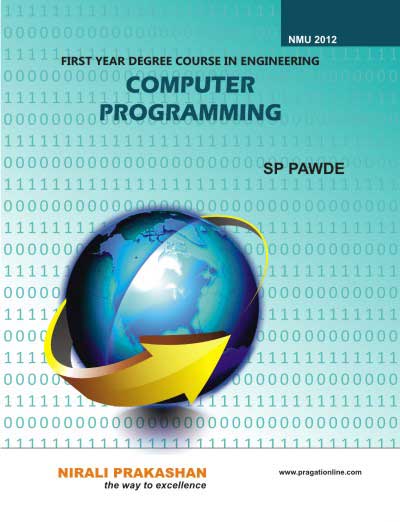 NMU 2012
FIRST YEAR DEGREE COURSE IN ENGINEERING
COMPUTER
PROGRAMMING
SP PAWDE
NIRALI PRAKASHAN
the way to excellence
www.pragationline.com